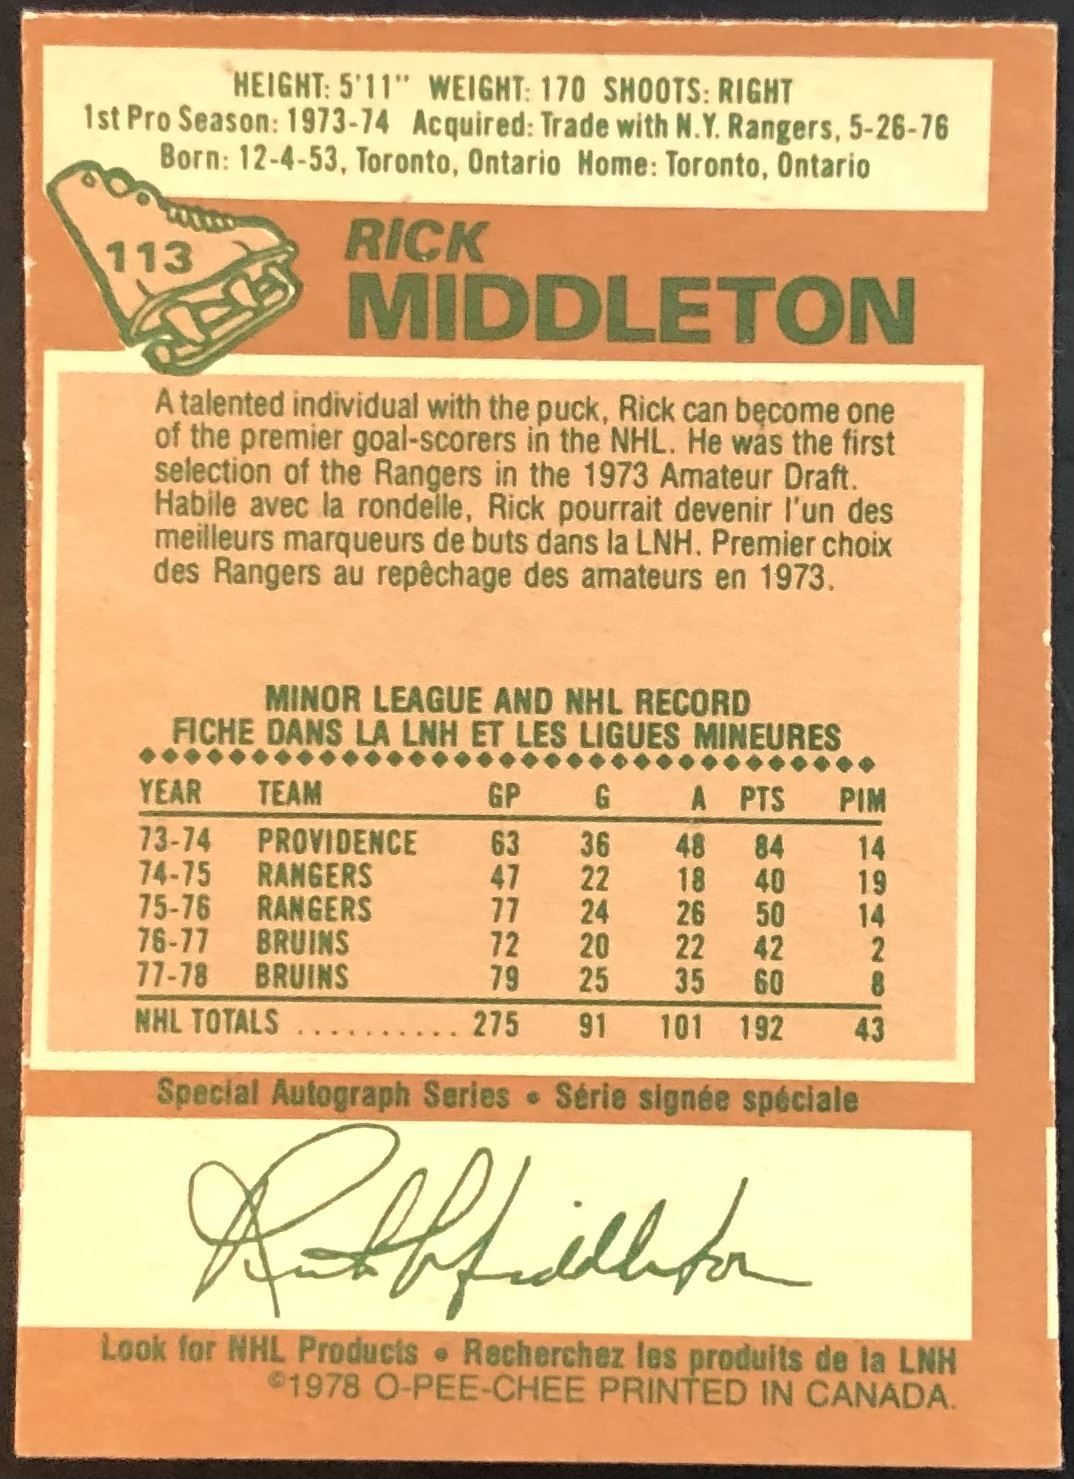 HEIGHT: 5'11" WEIGHT: 170 SHOOTS: RIGHT
1st Pro Season: 1973-74 Acquired: Trade with N.Y. Rangers, 5-26-76
Born: 12-4-53, Toronto, Ontario Home: Toronto, Ontario
113
RICK
MIDDLETON
A talented individual with the puck, Rick can become one
of the premier goal-scorers in the NHL. He was the first
selection of the Rangers in the 1973 Amateur Draft.
Habile avec la rondelle, Rick pourrait devenir l'un des
meilleurs marqueurs de buts dans la LNH. Premier choix
des Rangers au repêchage des amateurs en 1973.
MINOR LEAGUE AND NHL RECORD
FICHE DANS LA LNH ET LES LIGUES MINEURES
YEAR TEAM GP G A PTS PIM
73-74 PROVIDENCE 63 36 48 84 14
74-75 RANGERS 47 22 18 40 19
75-76 RANGERS 77 24 26 50 14
76-77 BRUINS 72 20 22 42 2
77-78 BRUINS 79 25 35 60 8
NHL TOTALS .......... 275 91 101 192 43
Special Autograph Series • Série signée spéciale
Rick Middleton
Look for NHL Products • Recherchez les produits de la LNH
©1978 O-PEE-CHEE PRINTED IN CANADA.